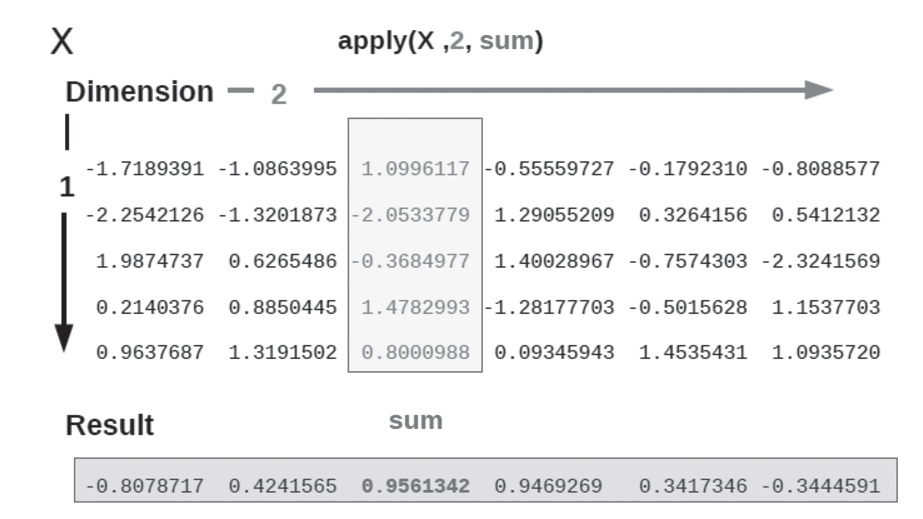 X
apply(X ,2, sum)
Dimension 2
1
-1.7189391 -1.0863995 1.0996117 -0.55559727 -0.1792310 -0.8088577
-2.2542126 -1.3201873 -2.0533779 1.29055209 0.3264156 0.5412132
1.9874737 0.6265486 -0.3684977 1.40028967 -0.7574303 -2.3241569
0.2140376 0.8850445 1.4782993 -1.28177703 -0.5015628 1.1537703
0.9637687 1.3191502 0.8000988 0.09345943 1.4535431 1.0935720
Result sum
-0.8078717 0.4241565 0.9561342 0.9469269 0.3417346 -0.3444591